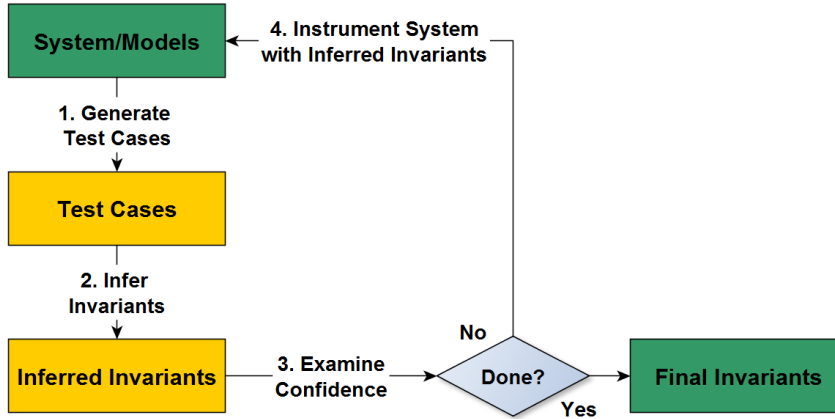 System/Models
4. Instrument System
with Inferred Invariants
1. Generate
Test Cases
Test Cases
2. Infer
Invariants
Inferred Invariants
3. Examine
Confidence
Done?
No
Yes
Final Invariants